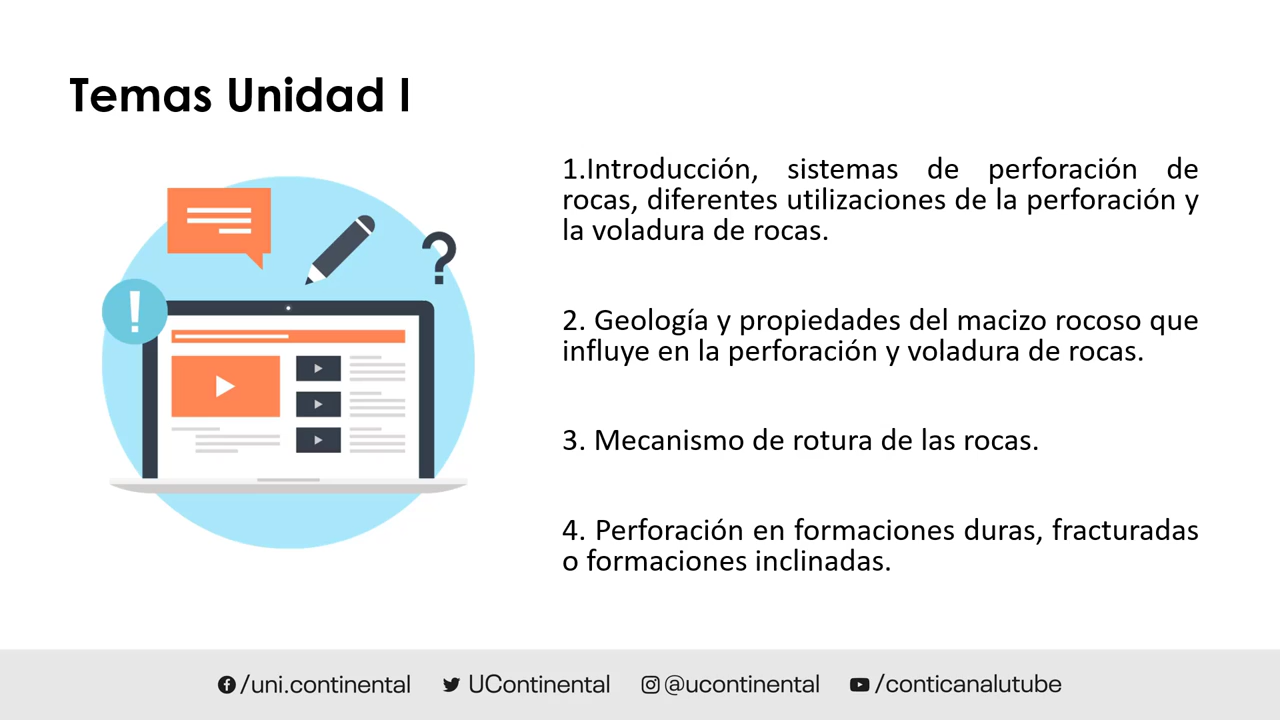 Temas Unidad I
1.Introducción, sistemas de perforación de
rocas, diferentes utilizaciones de la perforación y
la voladura de rocas.
2. Geología y propiedades del macizo rocoso que
influye en la perforación y voladura de rocas.
3. Mecanismo de rotura de las rocas.
4. Perforación en formaciones duras, fracturadas
o formaciones inclinadas.
?
!
/uni.continental UContinental @ucontinental /conticanalutube